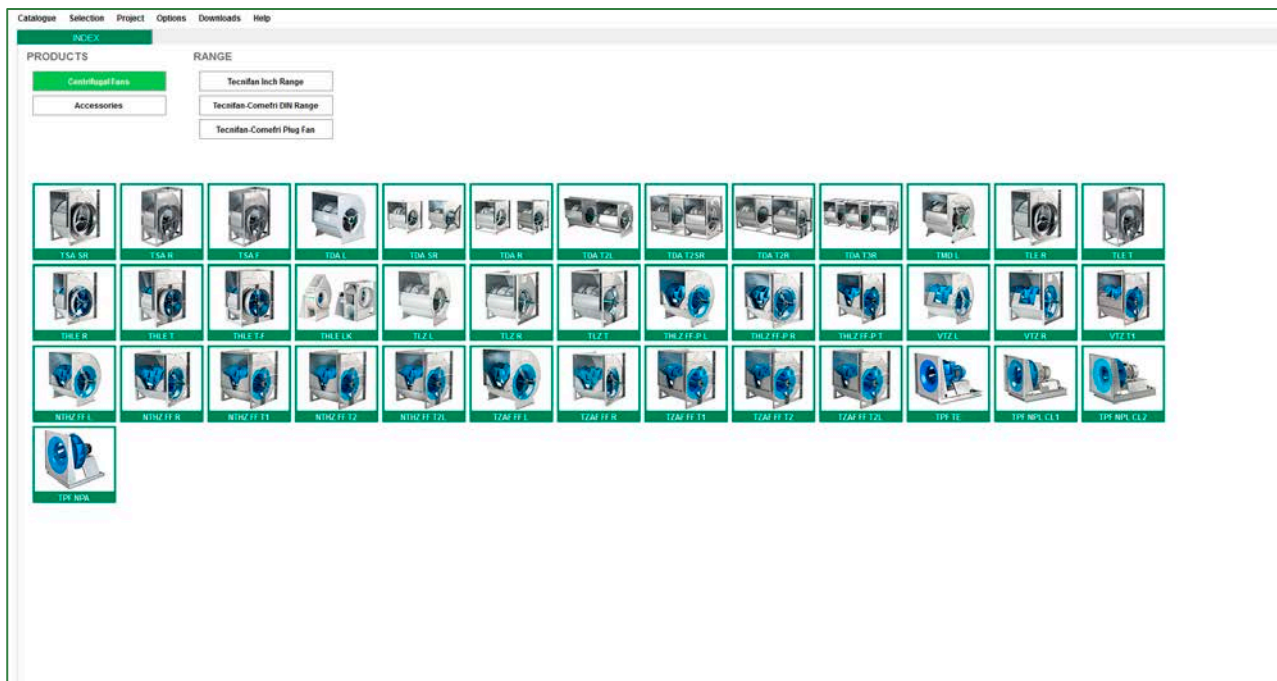 Catalogue Selection Project Options Downloads Help
INDEX
PRODUCTS RANGE
Centrifugal Fans Tecnifan Inch Range
Accessories Tecnifan-Comefri DIN Range
Tecnifan-Comefri Plug Fan
TSA SR TSA R TSA F TDA L TDA SR TDA R TDA T2L TDA T2SR TDA T2R TDA T3R TMD L TLE R TLE T
THLE R THLE T THLE T-F THLE LK TLZ L TLZ R TLZ T THLZ FF-P L THLZ FF-P R THLZ FF-P T VTZ L VTZ R VTZ T1
NTHZ FF L NTHZ FF R NTHZ FF T1 NTHZ FF T2 NTHZ FF T2L TZAF FF L TZAF FF R TZAF FF T1 TZAF FF T2 TZAF FF T2L TPF TE TPF NPL CL1 TPF NPL CL2
TPF NPA